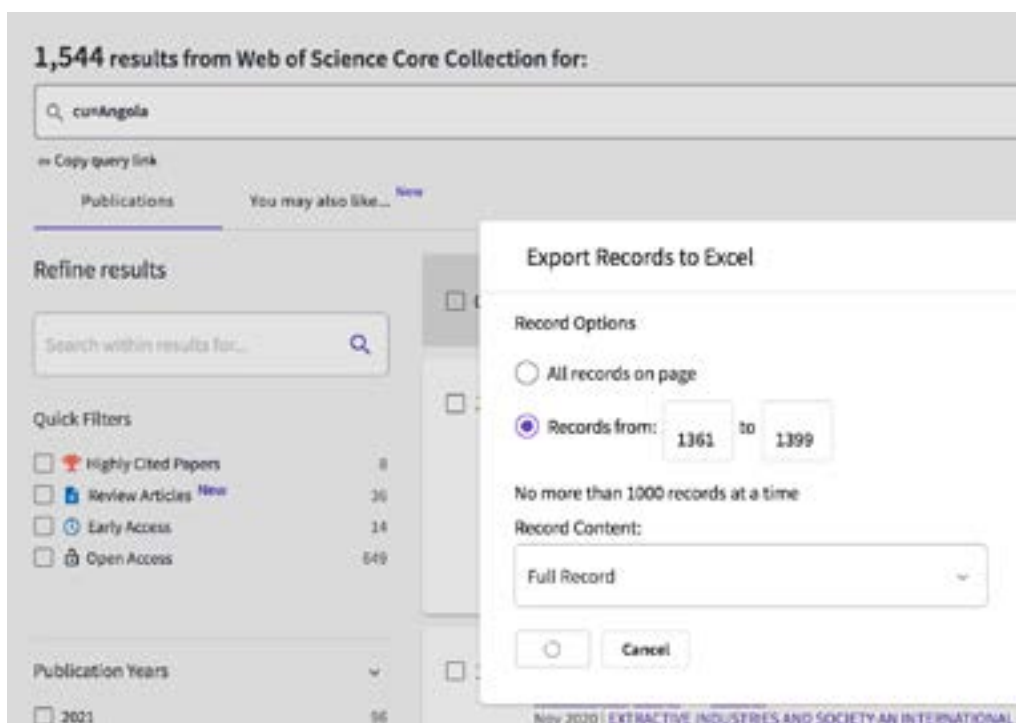 1,544 results from Web of Science Core Collection for:
cu=Angola
Copy query link
Publications
You may also like...
New
Refine results
Search within results for...
Quick Filters
Highly Cited Papers 8
Review Articles New 36
Early Access 14
Open Access 649
Publication Years
2021 96
Export Records to Excel
Record Options
All records on page
Records from: 1361 to 1399
No more than 1000 records at a time
Record Content:
Full Record
Cancel
Nov 2020 | EXTRACTIVE INDUSTRIES AND SOCIETY-AN INTERNATIONAL